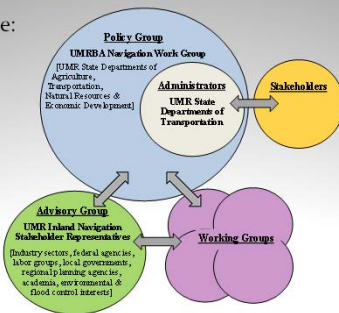 e:
Policy Group
UMRBA Navigation Work Group
[UMR State Departments of
Agriculture,
Transportation,
Natural Resources &
Economic Development]
Administrators
UMR State
Departments of
Transportation
Stakeholders
Advisory Group
UMR Inland Navigation
Stakeholder Representatives
[Industry sectors, federal agencies,
labor groups, local governments,
regional planning agencies,
academia, environmental &
flood control interests]
Working Groups